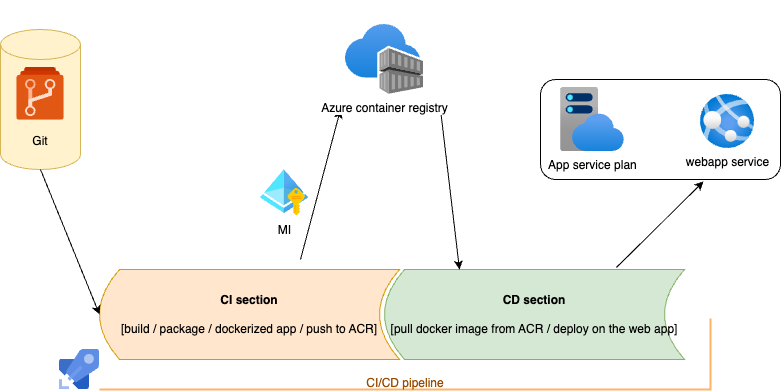 Git
Azure container registry
App service plan
webapp service
MI
CI section
[build / package / dockerized app / push to ACR]
CD section
[pull docker image from ACR / deploy on the web app]
CI/CD pipeline